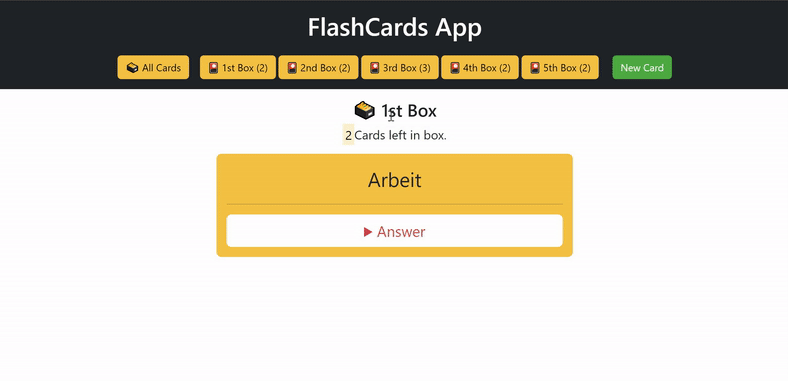 FlashCards App
All Cards 1st Box (2) 2nd Box (2) 3rd Box (3) 4th Box (2) 5th Box (2) New Card
1st Box
2 Cards left in box.
Arbeit
▶ Answer